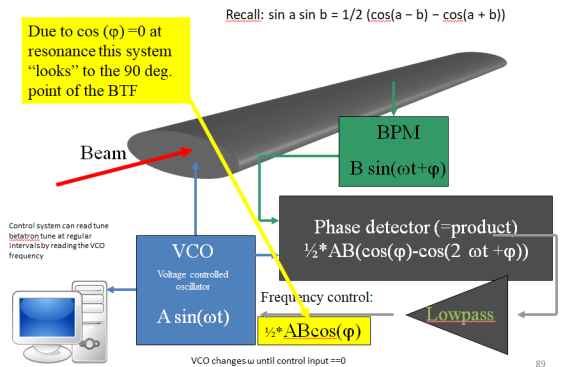 Recall: sin a sin b = 1/2 (cos(a – b) – cos(a + b))
Due to cos (φ) =0 at
resonance this system
“looks” to the 90 deg.
point of the BTF
BPM
B sin(ωt+φ)
Beam
Phase detector (=product)
½*AB(cos(φ)-cos(2 ωt +φ))
Control system can read tune
betatron tune at regular
intervals by reading the VCO
frequency
VCO
Voltage controlled
oscillator
A sin(ωt)
Frequency control:
½*ABcos(φ)
Lowpass
VCO changes ω until control input ==0
89